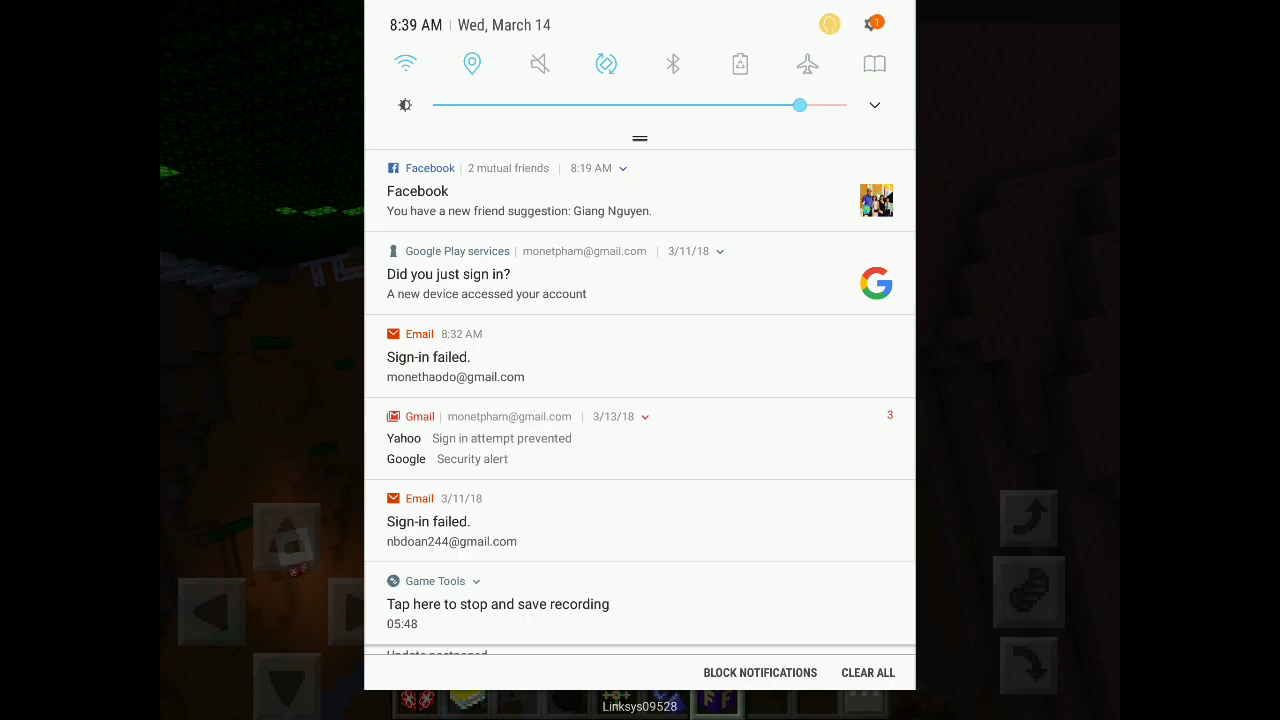 8:39 AM | Wed, March 14
1
Facebook | 2 mutual friends | 8:19 AM
Facebook
You have a new friend suggestion: Giang Nguyen.
Google Play services | monetpham@gmail.com | 3/11/18
Did you just sign in?
A new device accessed your account
Email 8:32 AM
Sign-in failed.
monethaodo@gmail.com
Gmail | monetpham@gmail.com | 3/13/18
3
Yahoo Sign in attempt prevented
Google Security alert
Email 3/11/18
Sign-in failed.
nbdoan244@gmail.com
Game Tools
Tap here to stop and save recording
05:48
Update postponed
BLOCK NOTIFICATIONS CLEAR ALL
Linksys09528